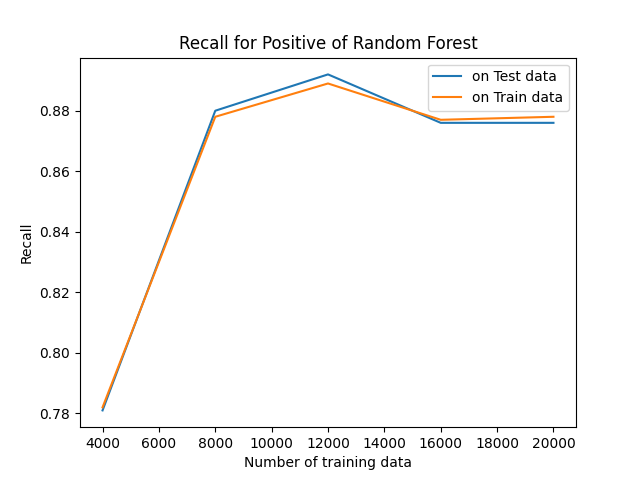 Recall for Positive of Random Forest
on Test data
on Train data
0.88
0.86
0.84
0.82
0.80
0.78
Recall
4000 6000 8000 10000 12000 14000 16000 18000 20000
Number of training data